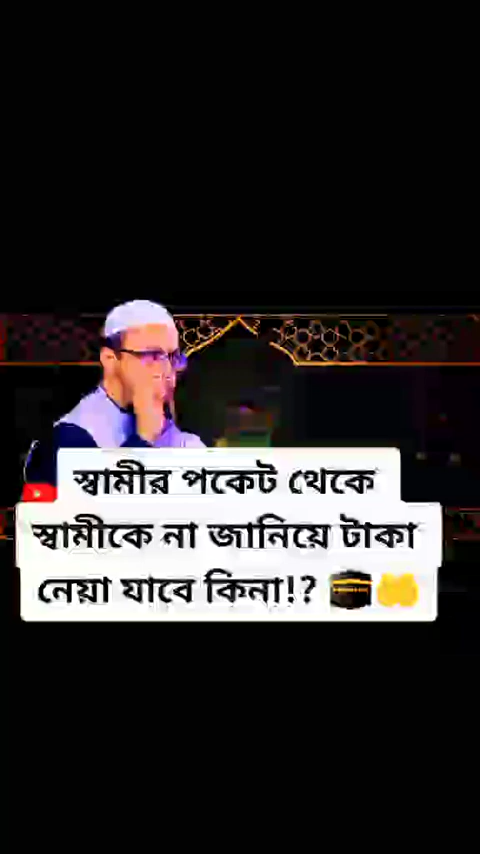 স্বামীর পকেট থেকে
স্বামীকে না জানিয়ে টাকা
নেয়া যাবে কিনা!? 🕋🤲